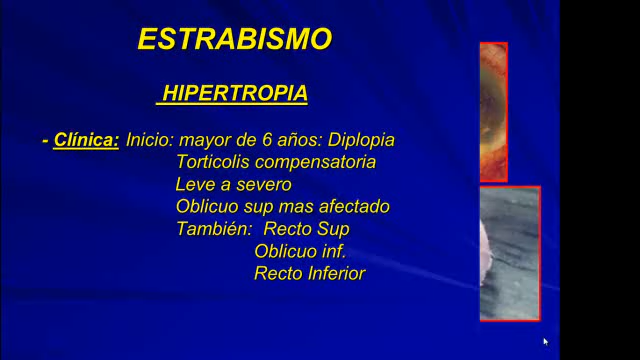 ESTRABISMO
HIPERTROPIA
- Clínica: Inicio: mayor de 6 años: Diplopia
Torticolis compensatoria
Leve a severo
Oblicuo sup mas afectado
También: Recto Sup
Oblicuo inf.
Recto Inferior